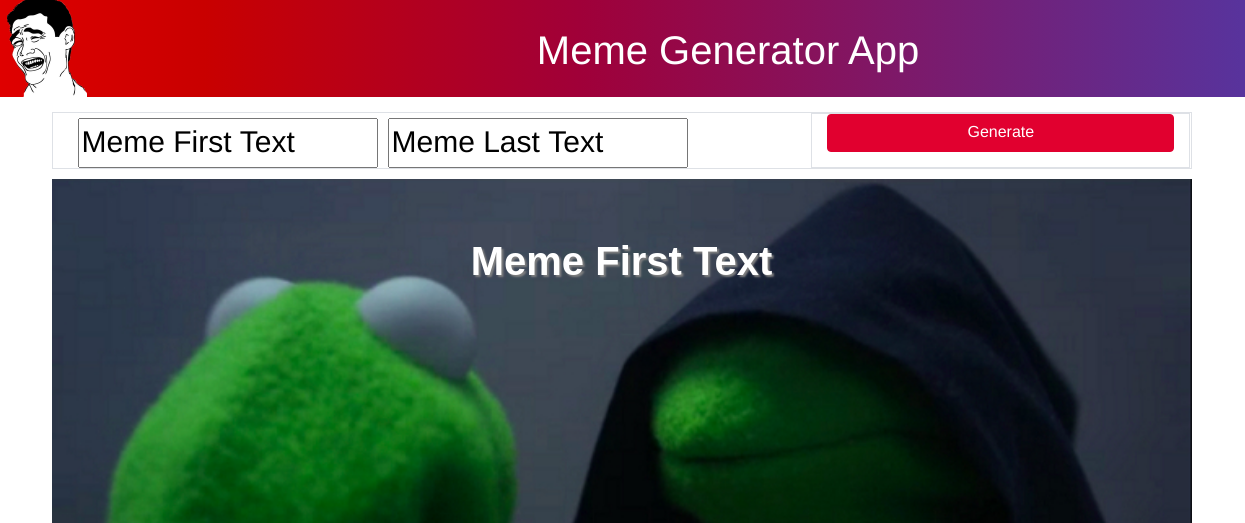 Meme Generator App
Meme First Text
Meme Last Text
Generate
Meme First Text